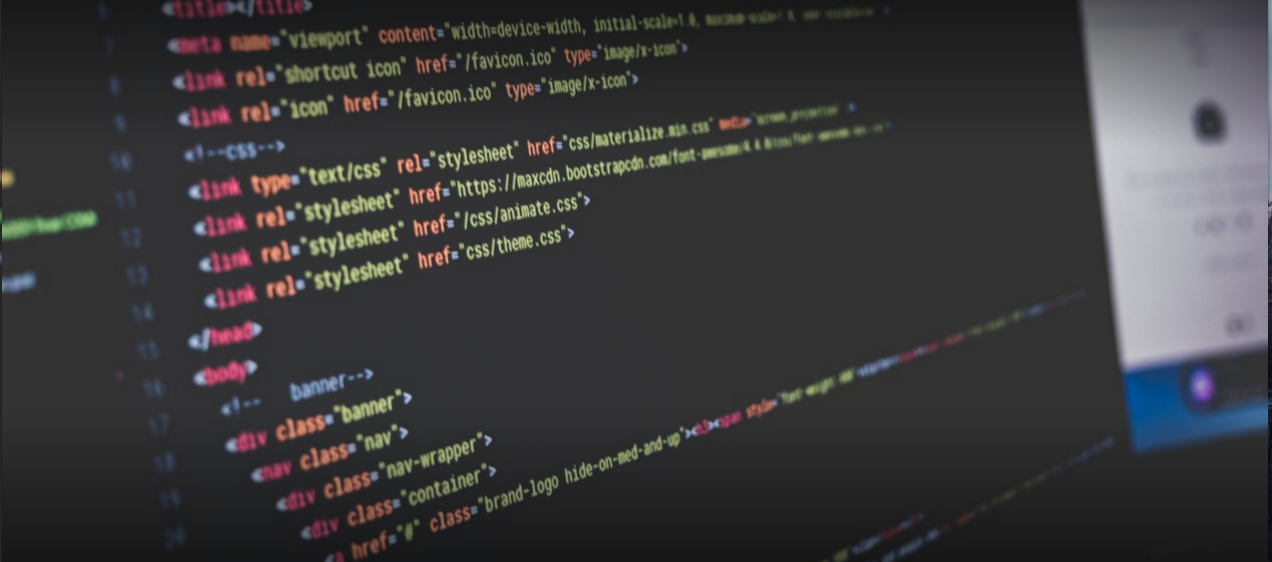 <title></title>
<meta name="viewport" content="width=device-width, initial-scale=1.0, maximum-scale=1.0,
<link rel="shortcut icon" href="/favicon.ico" type="image/x-icon">
<link rel="icon" href="/favicon.ico" type="image/x-icon">
<!--css-->
<link type="text/css" rel="stylesheet" href="css/materialize.min.css" media="screen,projection" >
<link rel="stylesheet" href="https://maxcdn.bootstrapcdn.com/font-awesome/4.4.0/css/font-awesome
<link rel="stylesheet" href="/css/animate.css">
<link rel="stylesheet" href="css/theme.css">
</head>
<body>
<!-- banner-->
<div class="banner">
<nav class="nav">
<div class="nav-wrapper">
<div class="container">
<a href="#" class="brand-logo hide-on-med-and-up"><span style="font-weight: